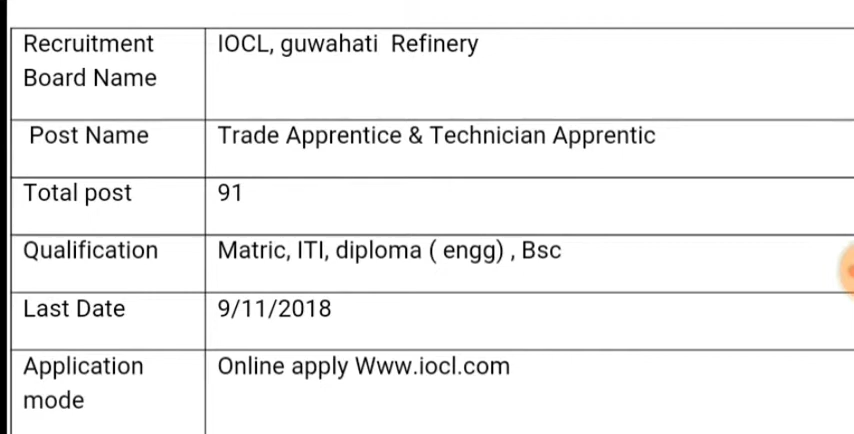 Recruitment IOCL, guwahati  Refinery
Board Name
Post Name Trade Apprentice & Technician Apprentic
Total post 91
Qualification Matric, ITI, diploma ( engg) , Bsc
Last Date 9/11/2018
Application Online apply Www.iocl.com
mode